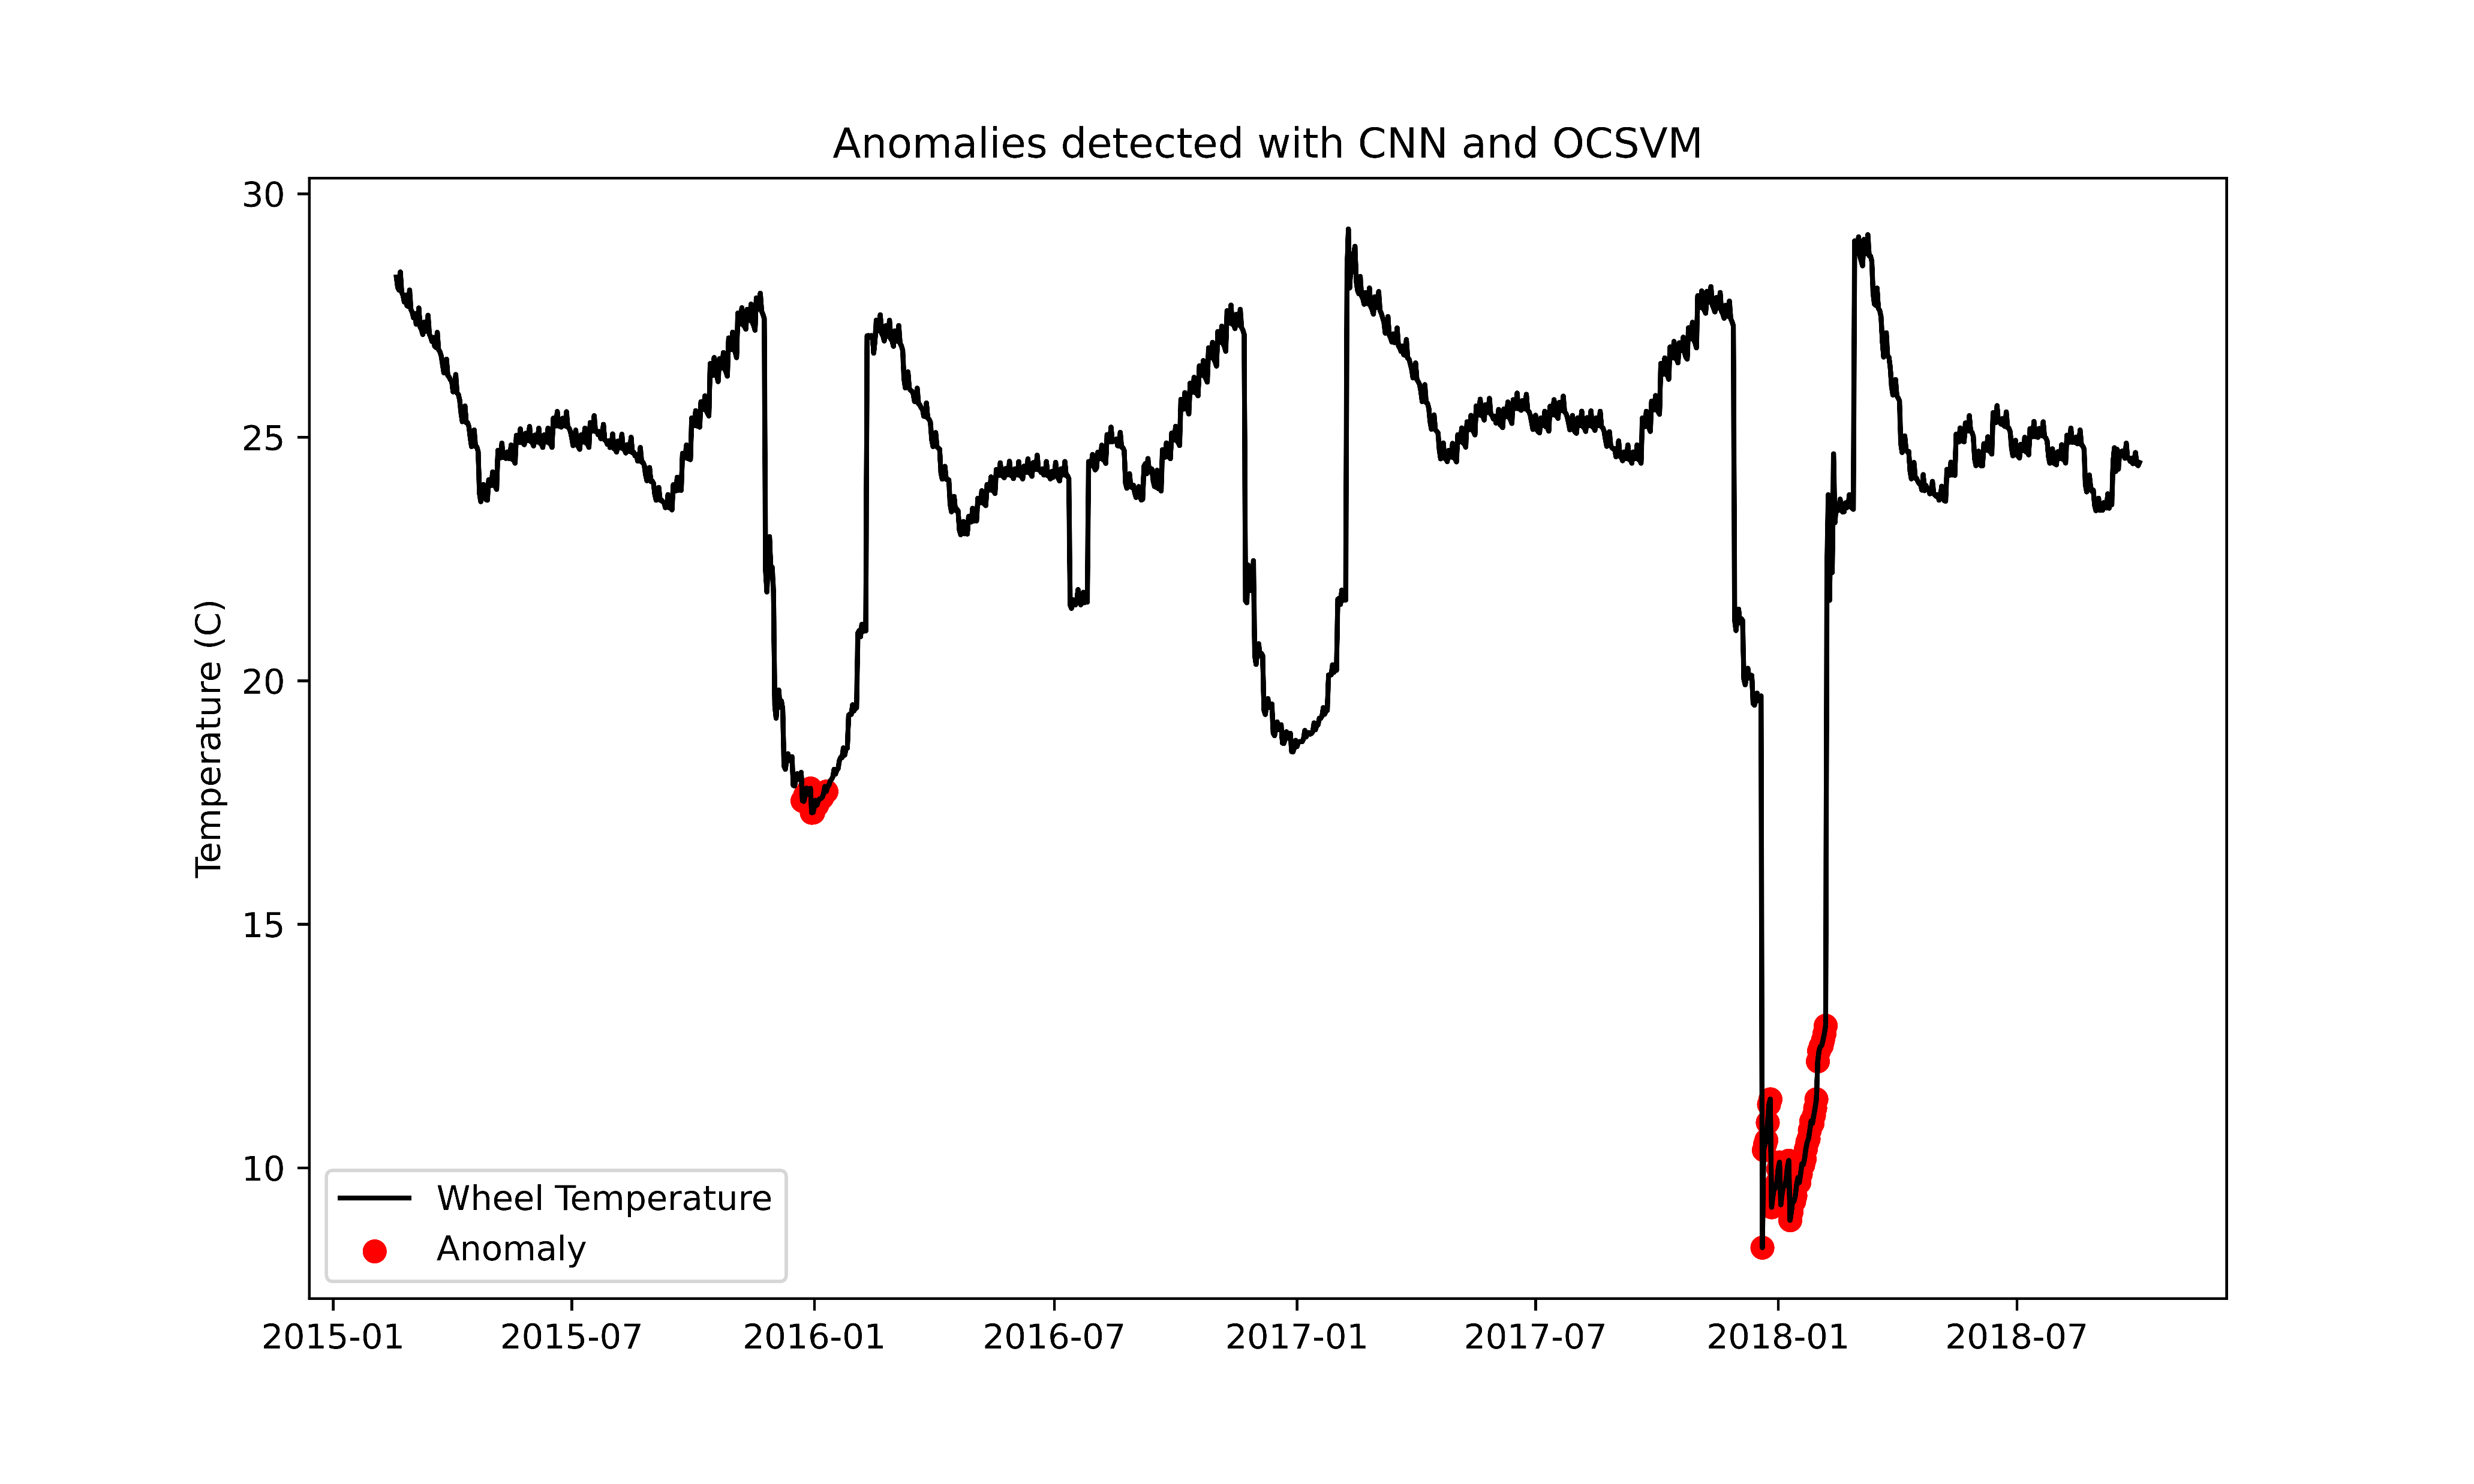 Anomalies detected with CNN and OCSVM
30
25
20
15
10
Temperature (C)
Wheel Temperature
Anomaly
2015-01 2015-07 2016-01 2016-07 2017-01 2017-07 2018-01 2018-07